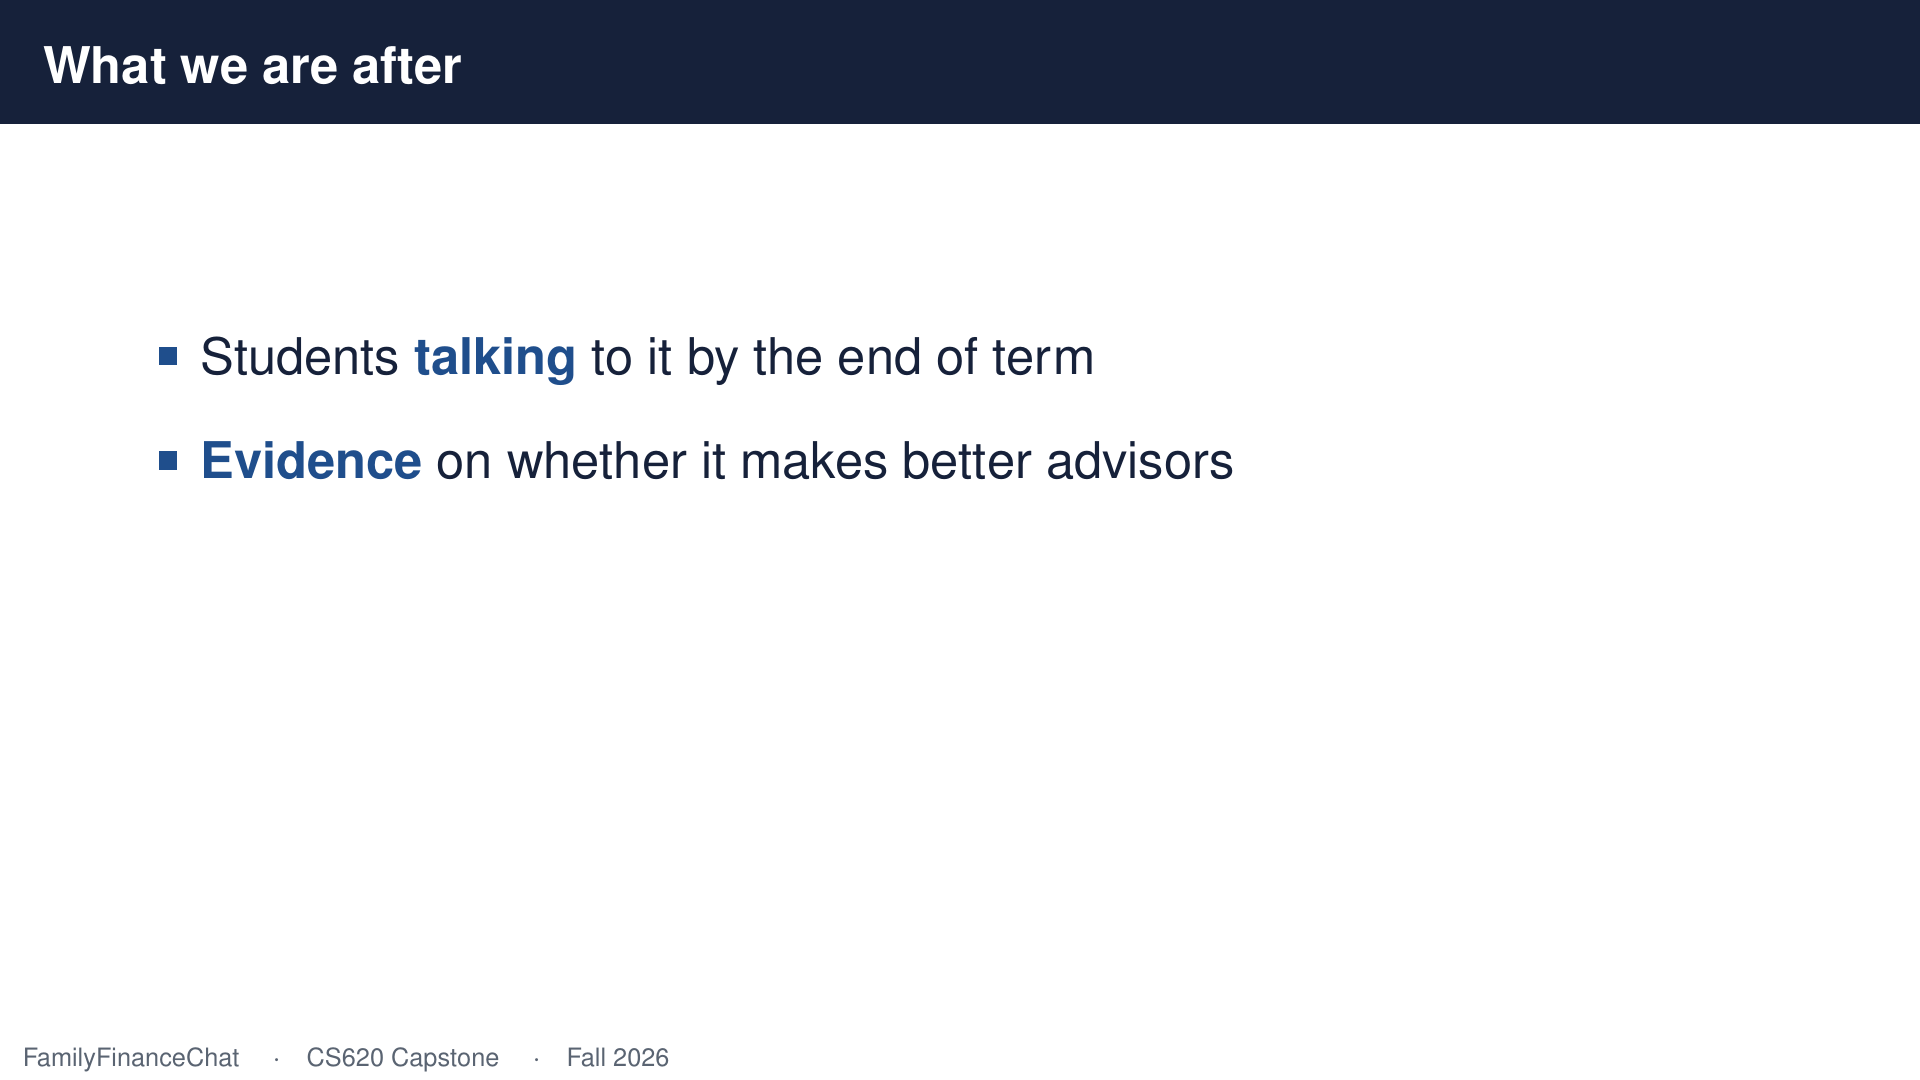 What we are after
■ Students talking to it by the end of term
■ Evidence on whether it makes better advisors
FamilyFinanceChat · CS620 Capstone · Fall 2026